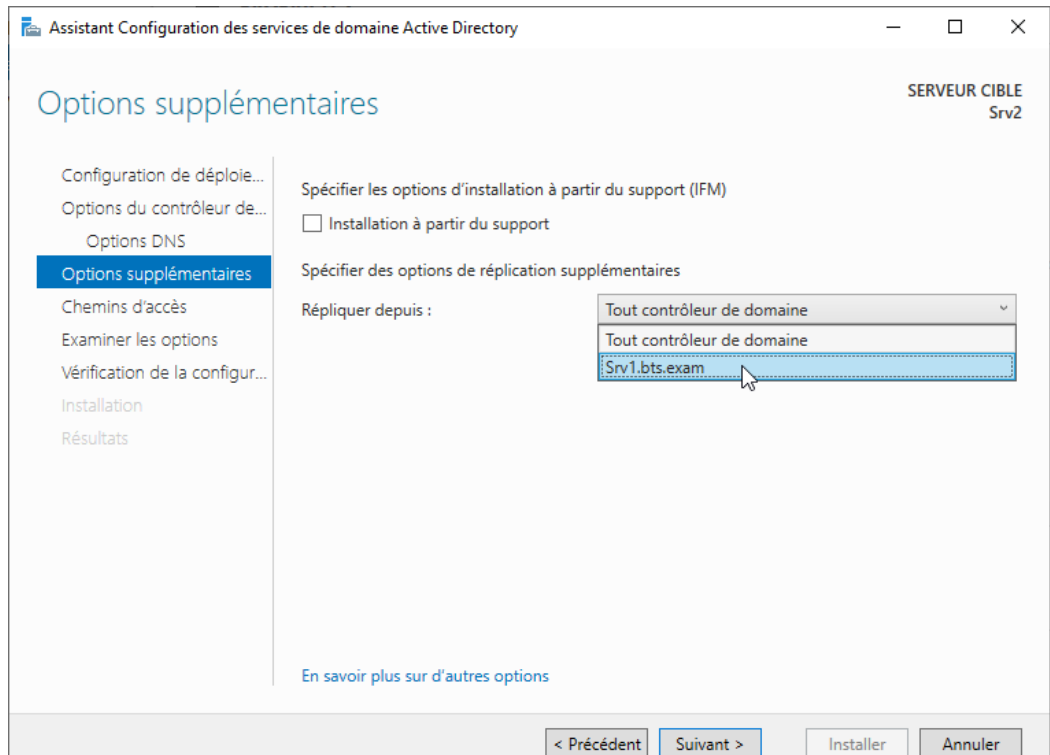 Assistant Configuration des services de domaine Active Directory
Options supplémentaires
SERVEUR CIBLE
Srv2
Configuration de déploie...
Options du contrôleur de...
Options DNS
Options supplémentaires
Chemins d'accès
Examiner les options
Vérification de la configur...
Installation
Résultats
Spécifier les options d'installation à partir du support (IFM)
Installation à partir du support
Spécifier des options de réplication supplémentaires
Répliquer depuis :
Tout contrôleur de domaine
Tout contrôleur de domaine
Srv1.bts.exam
En savoir plus sur d'autres options
< Précédent
Suivant >
Installer
Annuler